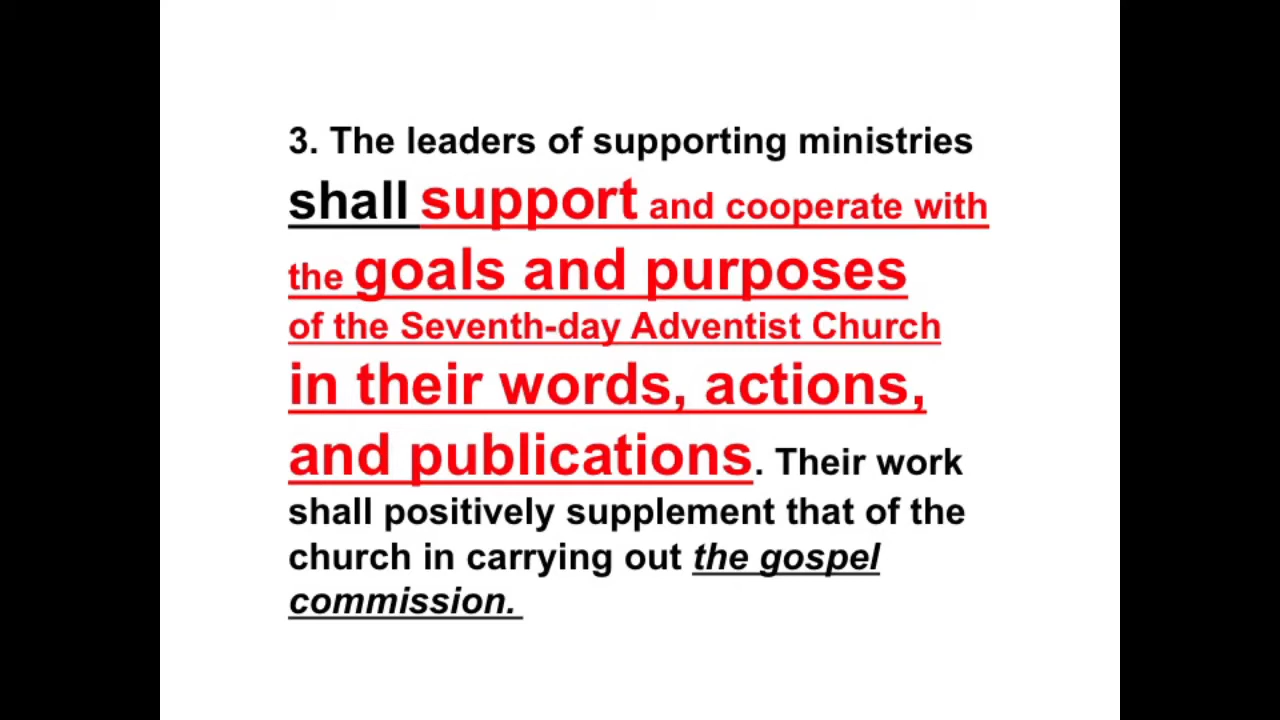 3. The leaders of supporting ministries
shall support and cooperate with
the goals and purposes
of the Seventh-day Adventist Church
in their words, actions,
and publications. Their work
shall positively supplement that of the
church in carrying out the gospel
commission.